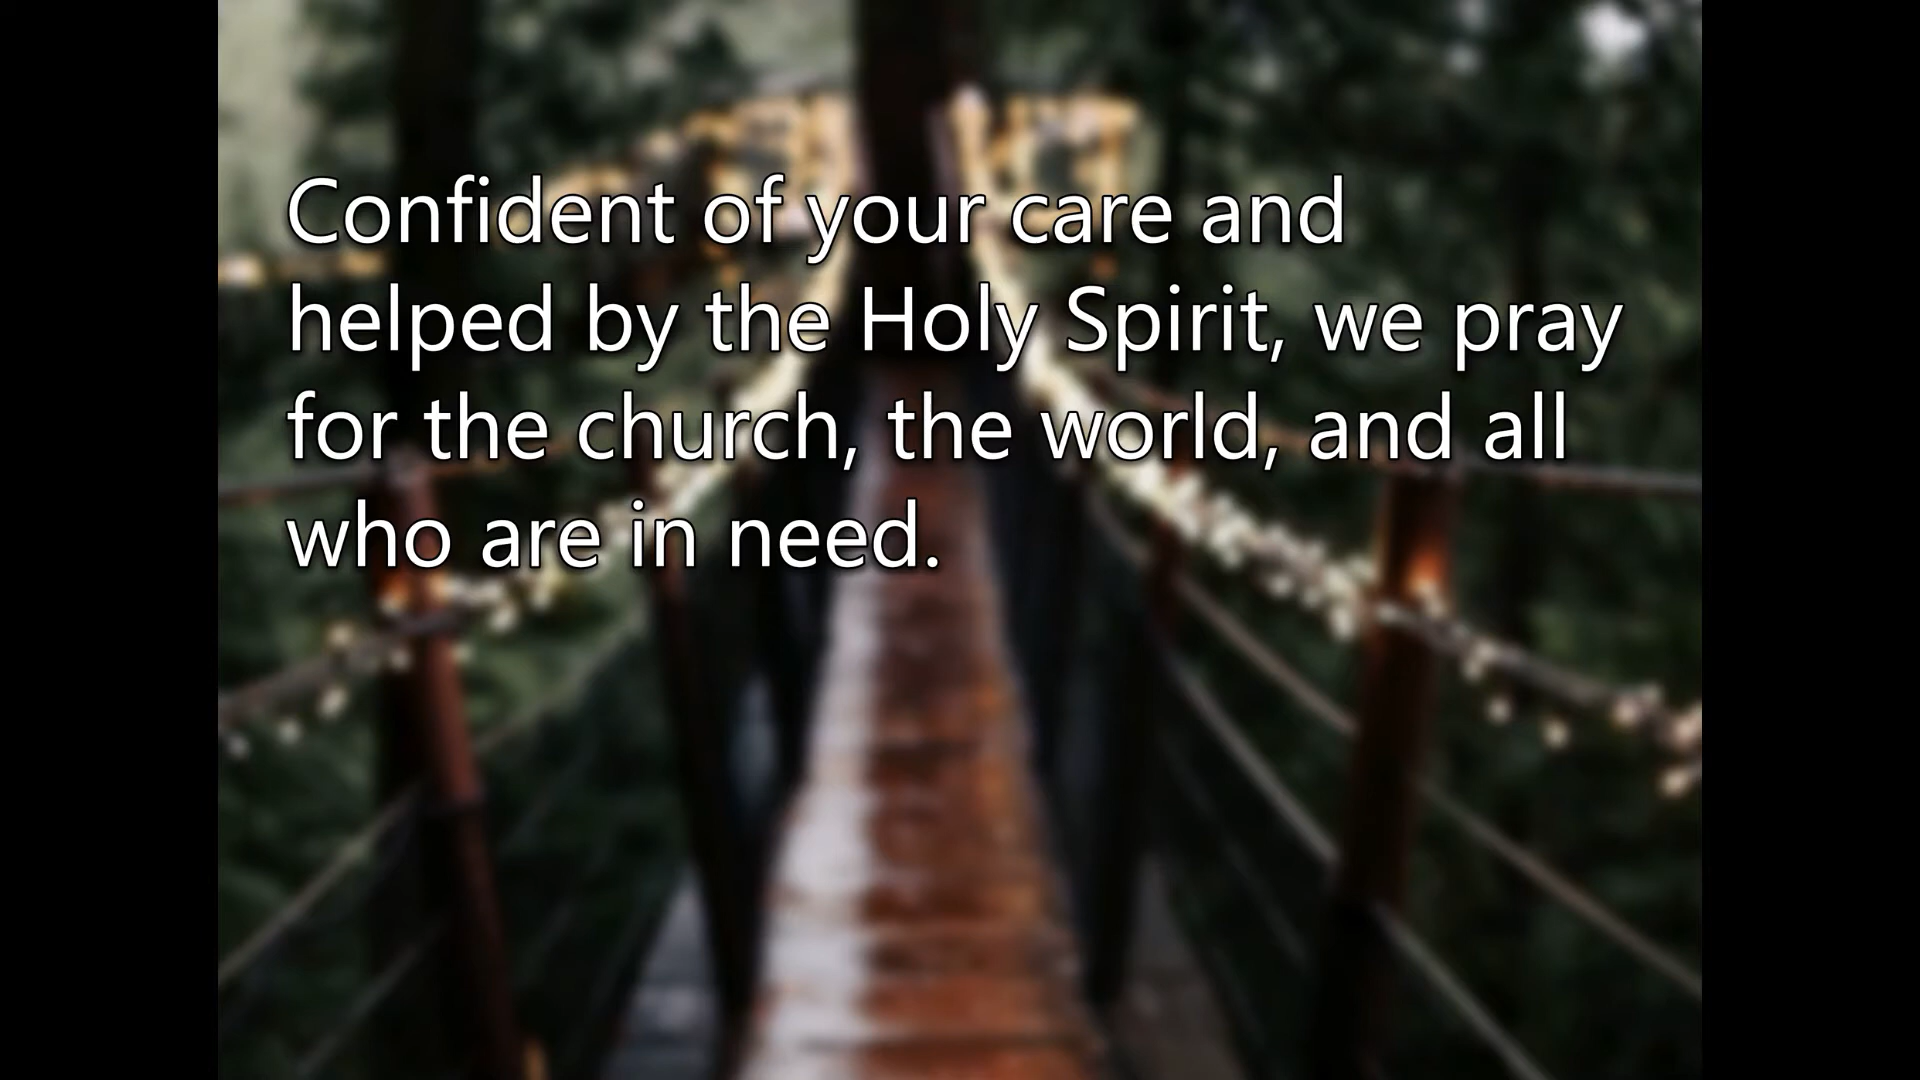 Confident of your care and
helped by the Holy Spirit, we pray
for the church, the world, and all
who are in need.